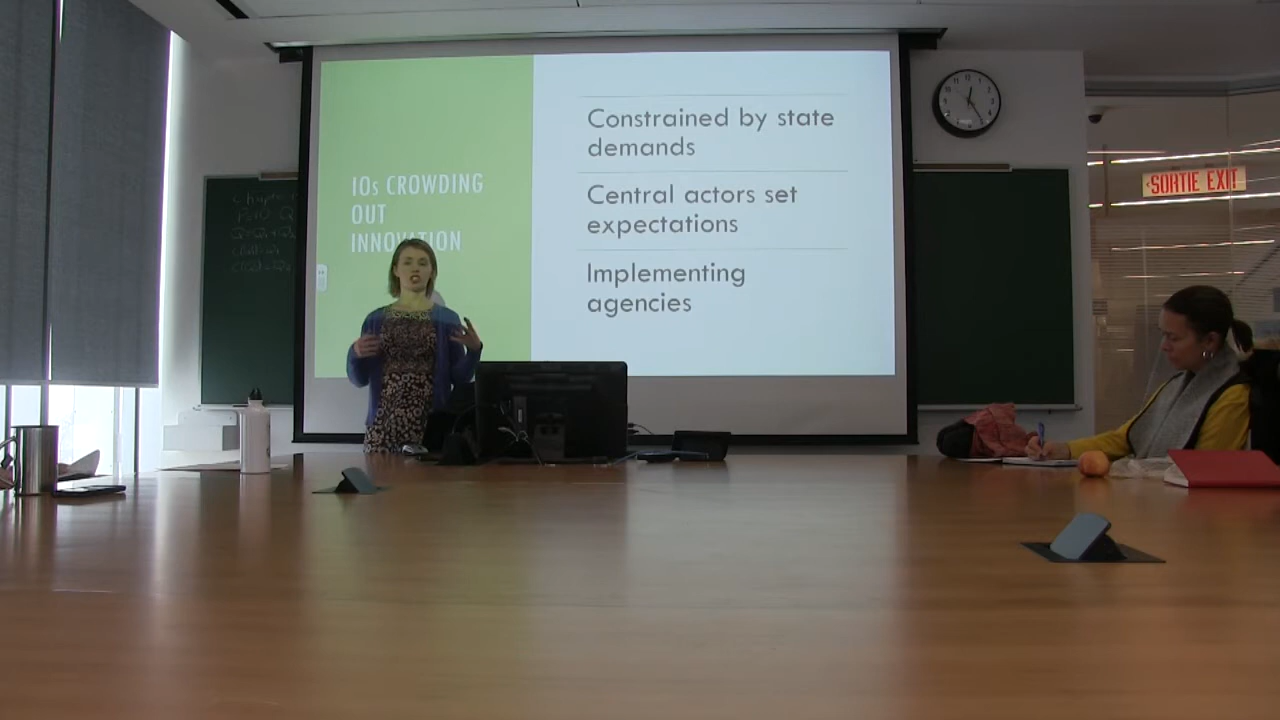 IOs CROWDING
OUT
INNOVATION
Constrained by state
demands
Central actors set
expectations
Implementing
agencies
SORTIE EXIT